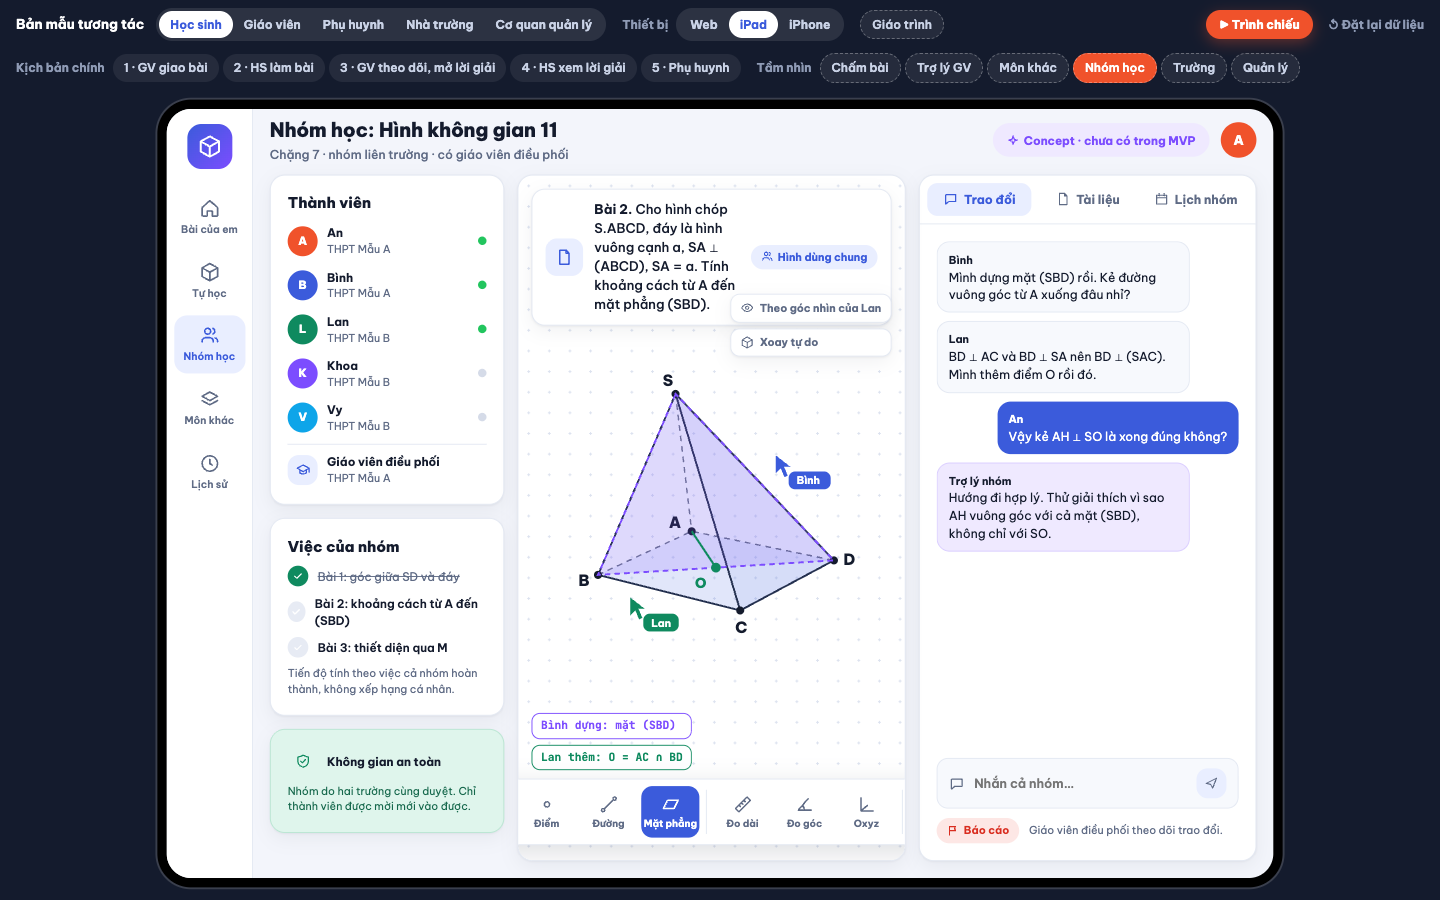 Bản mẫu tương tác
Học sinh
Giáo viên
Phụ huynh
Nhà trường
Cơ quan quản lý
Thiết bị
Web
iPad
iPhone
Giáo trình
Trình chiếu
Đặt lại dữ liệu
Kịch bản chính
1 · GV giao bài
2 · HS làm bài
3 · GV theo dõi, mở lời giải
4 · HS xem lời giải
5 · Phụ huynh
Tầm nhìn
Chấm bài
Trợ lý GV
Môn khác
Nhóm học
Trường
Quản lý
Bài của em
Tự học
Nhóm học
Môn khác
Lịch sử
Nhóm học: Hình không gian 11
Chặng 7 · nhóm liên trường · có giáo viên điều phối
Concept · chưa có trong MVP
A
Thành viên
A
An
THPT Mẫu A
B
Bình
THPT Mẫu A
L
Lan
THPT Mẫu B
K
Khoa
THPT Mẫu B
V
Vy
THPT Mẫu B
Giáo viên điều phối
THPT Mẫu A
Việc của nhóm
Bài 1: góc giữa SD và đáy
Bài 2: khoảng cách từ A đến
(SBD)
Bài 3: thiết diện qua M
Tiến độ tính theo việc cả nhóm hoàn
thành, không xếp hạng cá nhân.
Không gian an toàn
Nhóm do hai trường cùng duyệt. Chỉ
thành viên được mời mới vào được.
Bài 2. Cho hình chóp
S.ABCD, đáy là hình
vuông cạnh a, SA ⊥
(ABCD), SA = a. Tính
khoảng cách từ A đến
mặt phẳng (SBD).
Hình dùng chung
Theo góc nhìn của Lan
Xoay tự do
S
Bình
A
D
B
O
Lan
C
Bình dựng: mặt (SBD)
Lan thêm: O = AC ∩ BD
Điểm
Đường
Mặt phẳng
Đo dài
Đo góc
Oxyz
Trao đổi
Tài liệu
Lịch nhóm
Bình
Mình dựng mặt (SBD) rồi. Kẻ đường
vuông góc từ A xuống đâu nhỉ?
Lan
BD ⊥ AC và BD ⊥ SA nên BD ⊥ (SAC).
Mình thêm điểm O rồi đó.
An
Vậy kẻ AH ⊥ SO là xong đúng không?
Trợ lý nhóm
Hướng đi hợp lý. Thử giải thích vì sao
AH vuông góc với cả mặt (SBD),
không chỉ với SO.
Nhắn cả nhóm...
Báo cáo
Giáo viên điều phối theo dõi trao đổi.